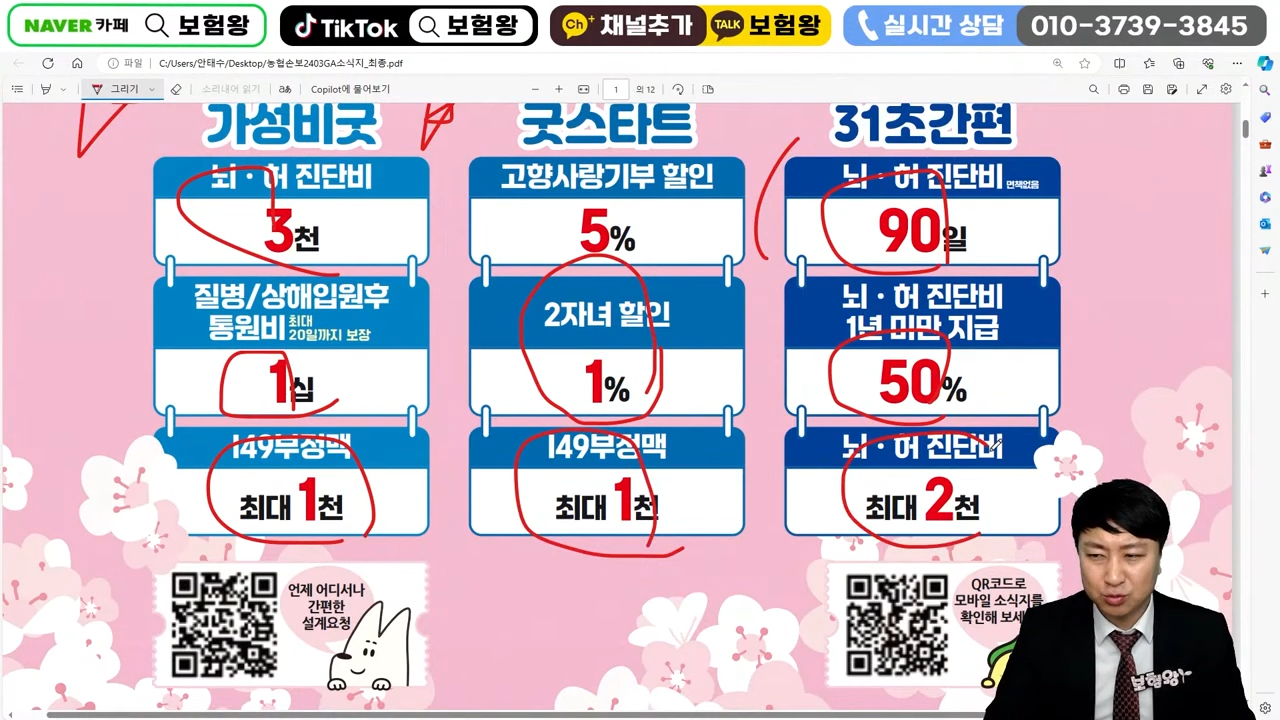 NAVER 카페 보험왕
TikTok 보험왕
Ch+ 채널추가 TALK 보험왕
실시간 상담 010-3739-3845
파일 C:/Users/안태수/Desktop/농협손보2403GA소식지_최종.pdf
그리기
소리내어 읽기
aあ
Copilot에 물어보기
1 의 12
가성비굿
뇌·허 진단비
3천
질병/상해입원후
통원비 최대 20일까지 보장
1십
I49부정맥
최대 1천
굿스타트
고향사랑기부 할인
5%
2자녀 할인
1%
I49부정맥
최대 1천
31초간편
뇌·허 진단비 면책없음
90일
뇌·허 진단비
1년 미만 지급
50%
뇌·허 진단비
최대 2천
언제 어디서나
간편한
설계요청
QR코드로
모바일 소식지를
확인해 보세
보험왕